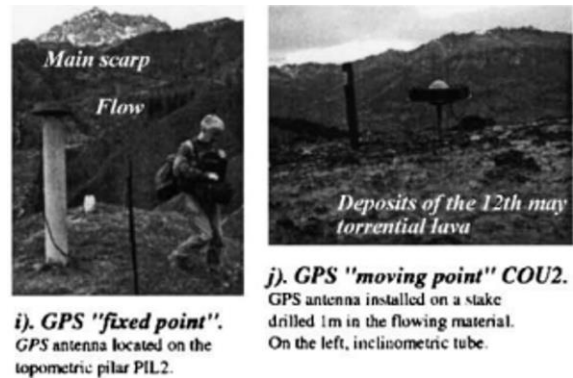 Main scarp
Flow
i). GPS "fixed point".
GPS antenna located on the
topometric pilar PIL2.
Deposits of the 12th may
torrential lava
j). GPS "moving point" COU2.
GPS antenna installed on a stake
drilled 1m in the flowing material.
On the left, inclinometric tube.